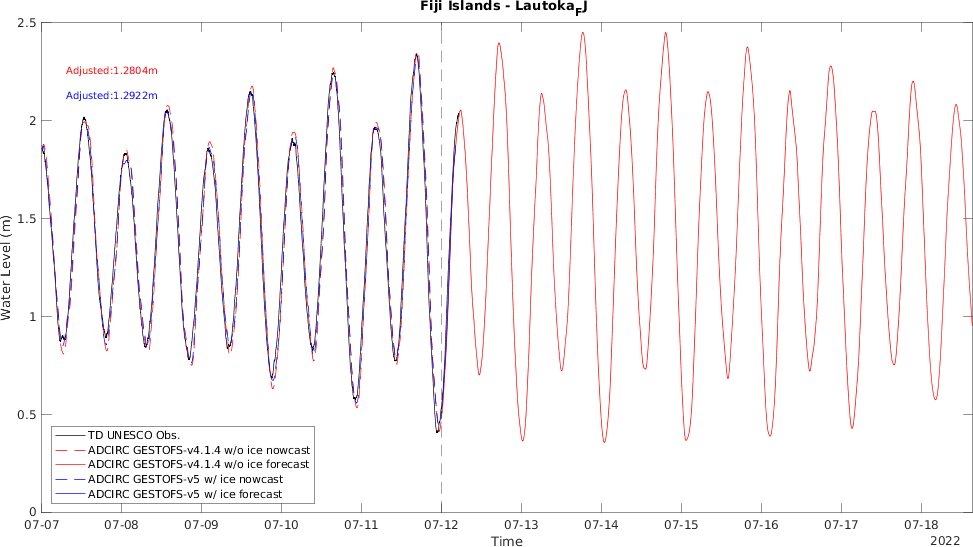 Fiji Islands - Lautoka_FJ
Adjusted:1.2804m
Adjusted:1.2922m
Water Level (m)
2.5
2
1.5
1
0.5
0
TD UNESCO Obs.
ADCIRC GESTOFS-v4.1.4 w/o ice nowcast
ADCIRC GESTOFS-v4.1.4 w/o ice forecast
ADCIRC GESTOFS-v5 w/ ice nowcast
ADCIRC GESTOFS-v5 w/ ice forecast
07-07 07-08 07-09 07-10 07-11 07-12 07-13 07-14 07-15 07-16 07-17 07-18
Time
2022